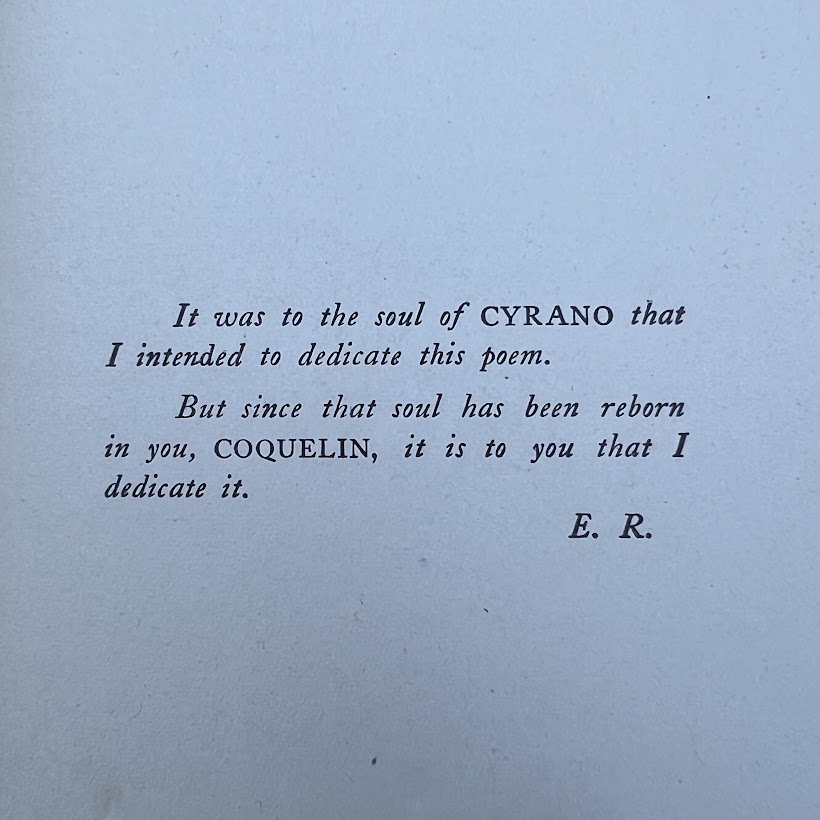 It was to the soul of CYRANO that
I intended to dedicate this poem.
But since that soul has been reborn
in you, COQUELIN, it is to you that I
dedicate it.
E. R.